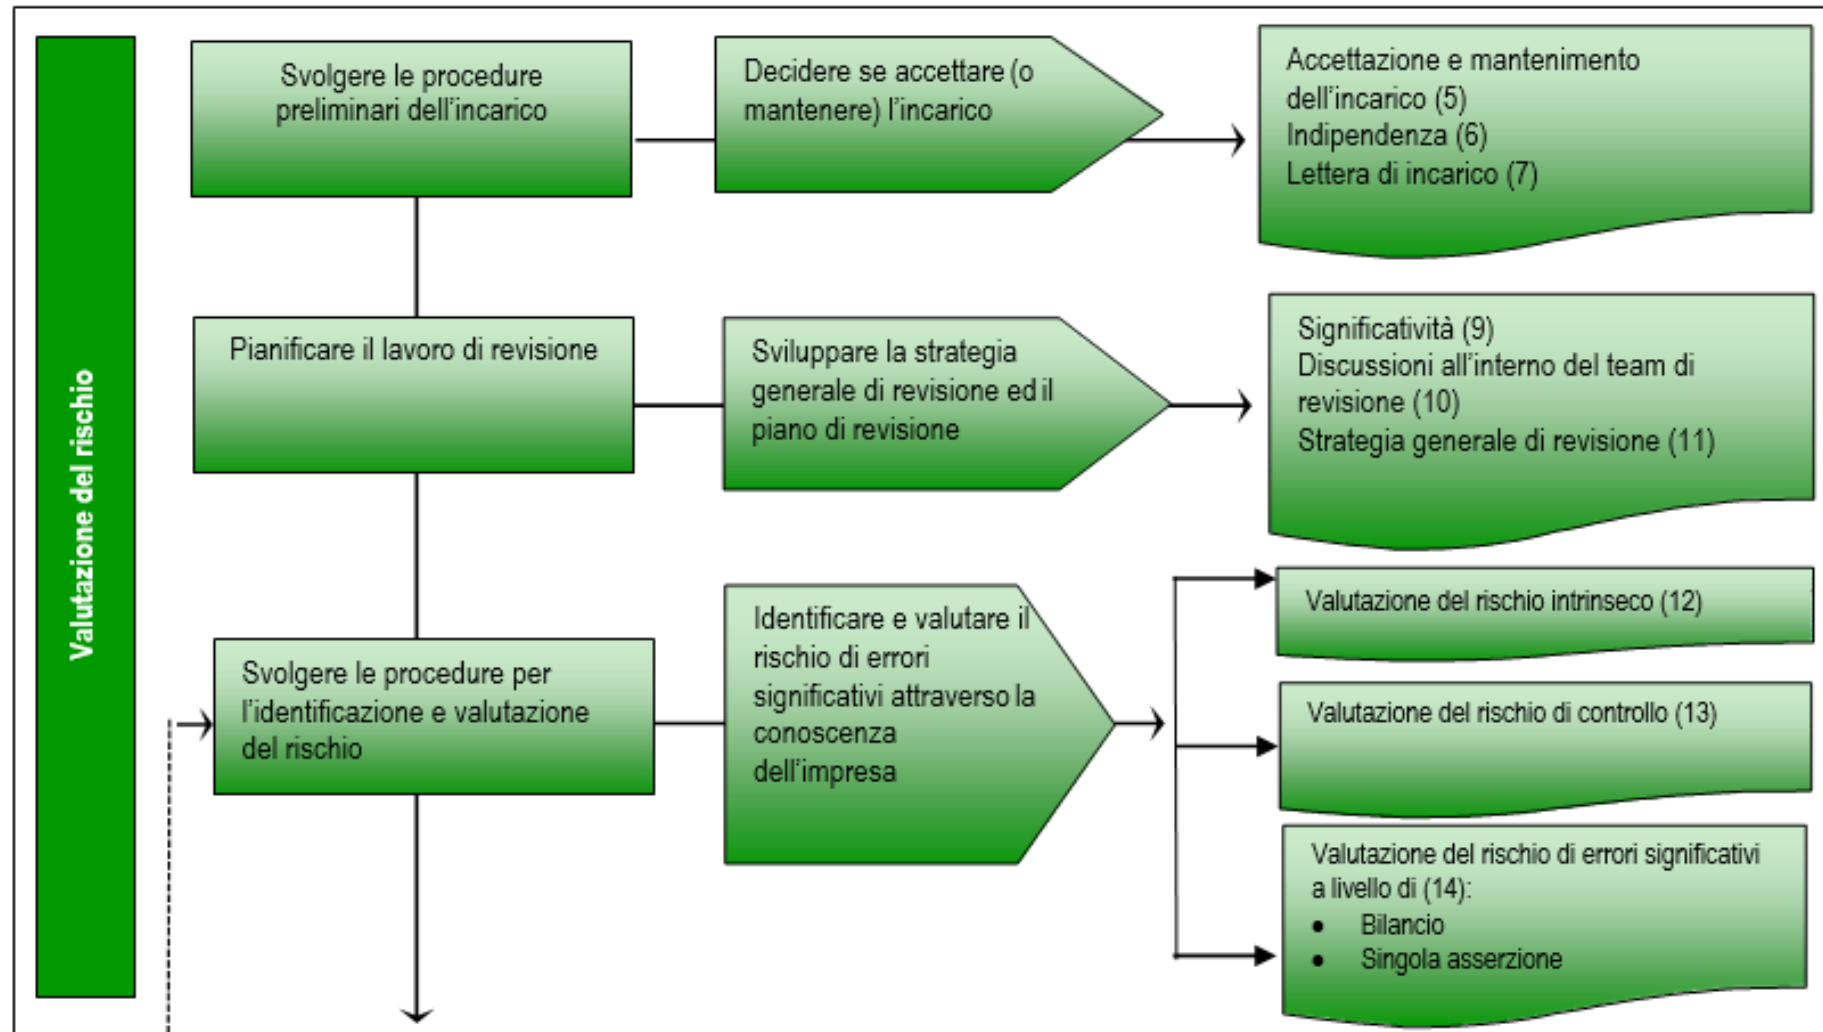 Valutazione del rischio
Svolgere le procedure
preliminari dell'incarico
Decidere se accettare (o
mantenere) l'incarico
Accettazione e mantenimento
dell'incarico (5)
Indipendenza (6)
Lettera di incarico (7)
Pianificare il lavoro di revisione
Sviluppare la strategia
generale di revisione ed il
piano di revisione
Significatività (9)
Discussioni all'interno del team di
revisione (10)
Strategia generale di revisione (11)
Svolgere le procedure per
l'identificazione e valutazione
del rischio
Identificare e valutare il
rischio di errori
significativi attraverso la
conoscenza
dell'impresa
Valutazione del rischio intrinseco (12)
Valutazione del rischio di controllo (13)
Valutazione del rischio di errori significativi
a livello di (14):
• Bilancio
• Singola asserzione